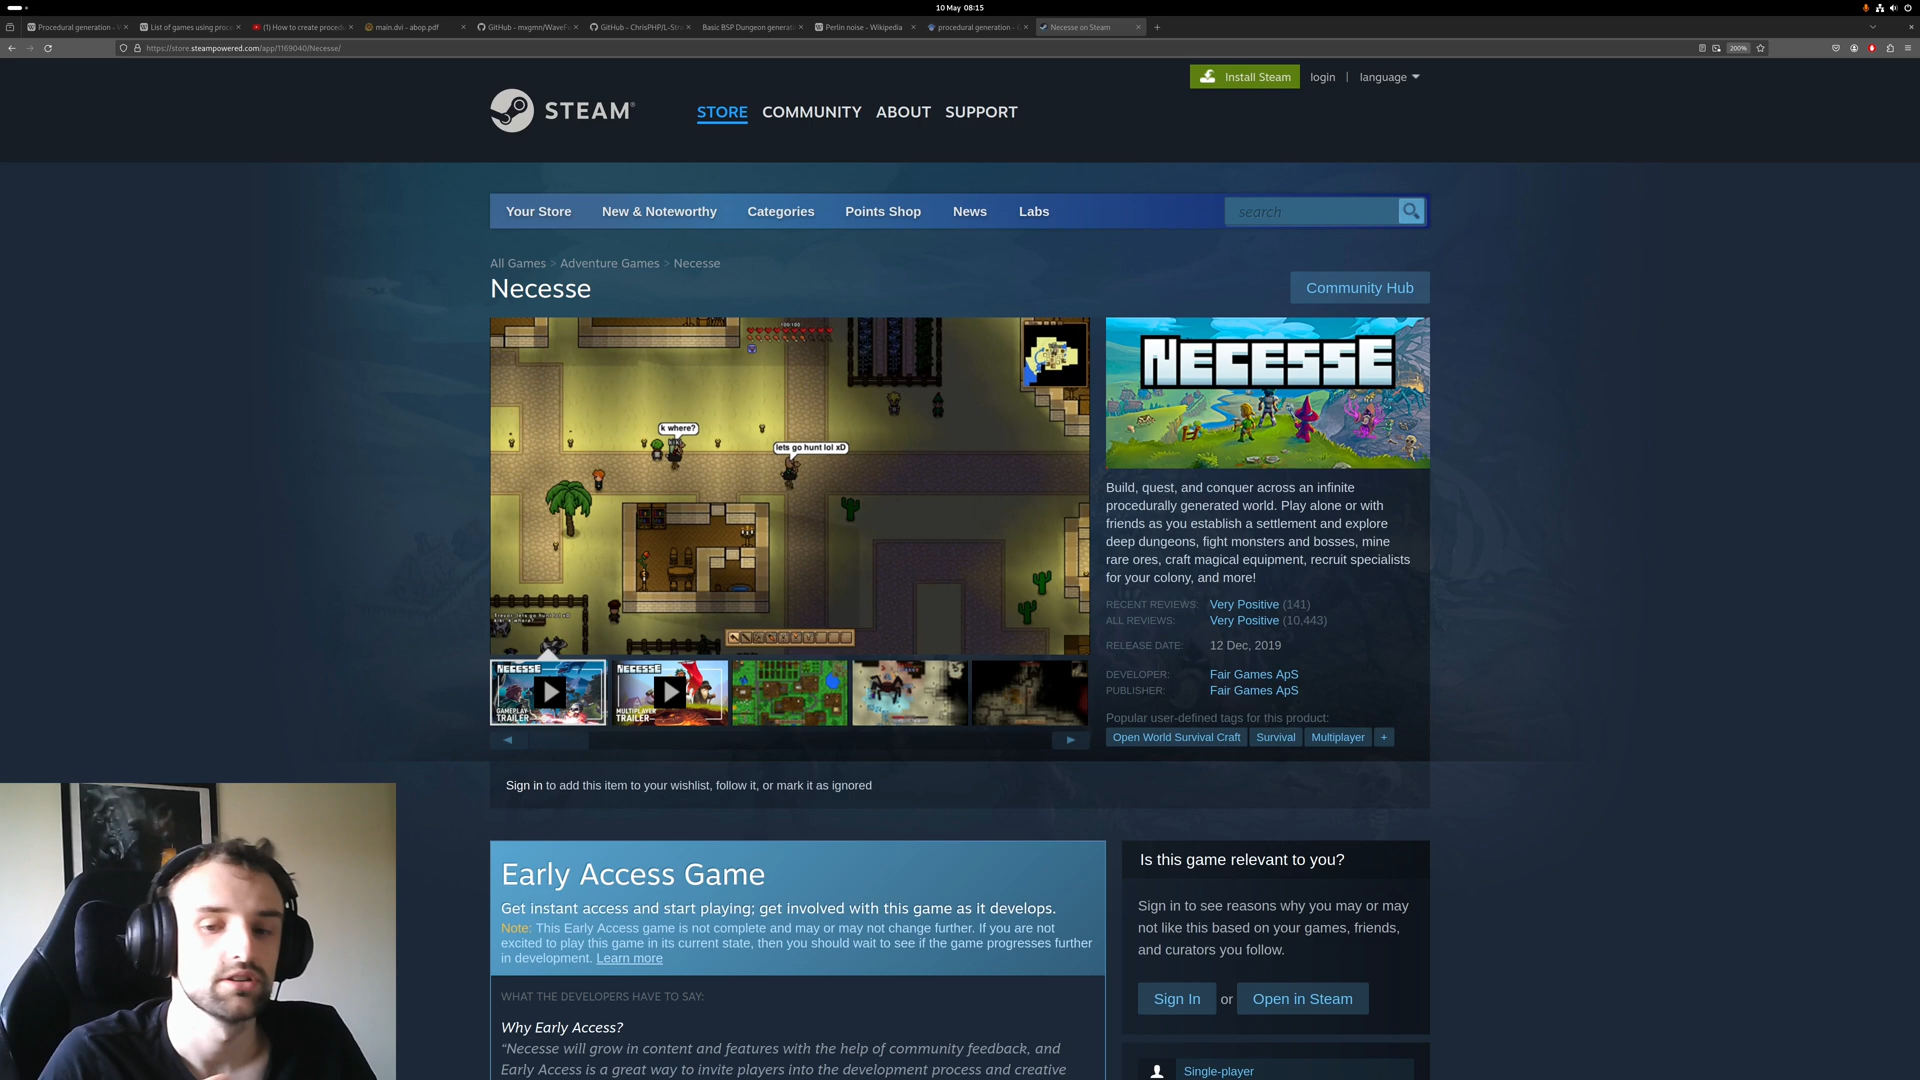 10 May 08:15
Procedural generation - 
List of games using proc
(1) How to create proced
main.dvi - abop.pdf
GitHub - mxgmn/WaveF
GitHub - ChrisPHP/L-Str
Basic BSP Dungeon generat
Perlin noise - Wikipedia
procedural generation - 
Necesse on Steam
https://store.steampowered.com/app/1169040/Necesse/
200%
Install Steam
login | language
STEAM®
STORE COMMUNITY ABOUT SUPPORT
Your Store New & Noteworthy Categories Points Shop News Labs search
All Games > Adventure Games > Necesse
Necesse
Community Hub
100/100
k where?
lets go hunt lol xD
NECESSE
Build, quest, and conquer across an infinite
procedurally generated world. Play alone or with
friends as you establish a settlement and explore
deep dungeons, fight monsters and bosses, mine
rare ores, craft magical equipment, recruit specialists
for your colony, and more!
RECENT REVIEWS: Very Positive (141)
ALL REVIEWS: Very Positive (10,443)
RELEASE DATE: 12 Dec, 2019
DEVELOPER: Fair Games ApS
PUBLISHER: Fair Games ApS
Popular user-defined tags for this product:
Open World Survival Craft Survival Multiplayer +
NECESSE
GAMEPLAY
TRAILER
NECESSE
MULTIPLAYER
TRAILER
Sign in to add this item to your wishlist, follow it, or mark it as ignored
Early Access Game
Get instant access and start playing; get involved with this game as it develops.
Note: This Early Access game is not complete and may or may not change further. If you are not
excited to play this game in its current state, then you should wait to see if the game progresses further
in development. Learn more
WHAT THE DEVELOPERS HAVE TO SAY:
Why Early Access?
“Necesse will grow in content and features with the help of community feedback, and
Early Access is a great way to invite players into the development process and creative
Is this game relevant to you?
Sign in to see reasons why you may or may
not like this based on your games, friends,
and curators you follow.
Sign In or Open in Steam
Single-player